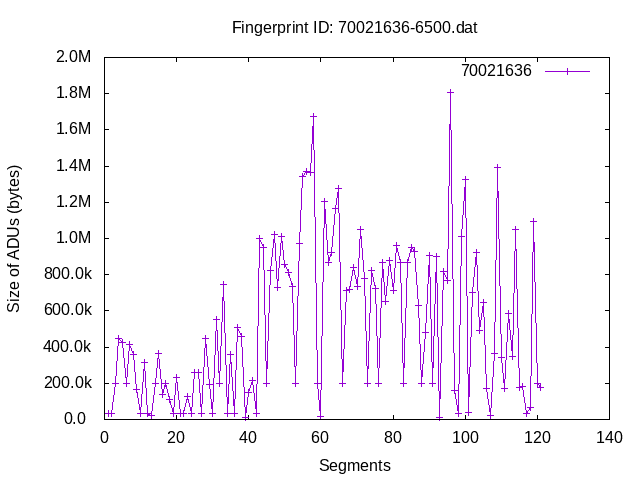 Fingerprint ID: 70021636-6500.dat
70021636
2.0M
1.8M
1.6M
1.4M
1.2M
1.0M
800.0k
600.0k
400.0k
200.0k
0.0
Size of ADUs (bytes)
0 20 40 60 80 100 120 140
Segments